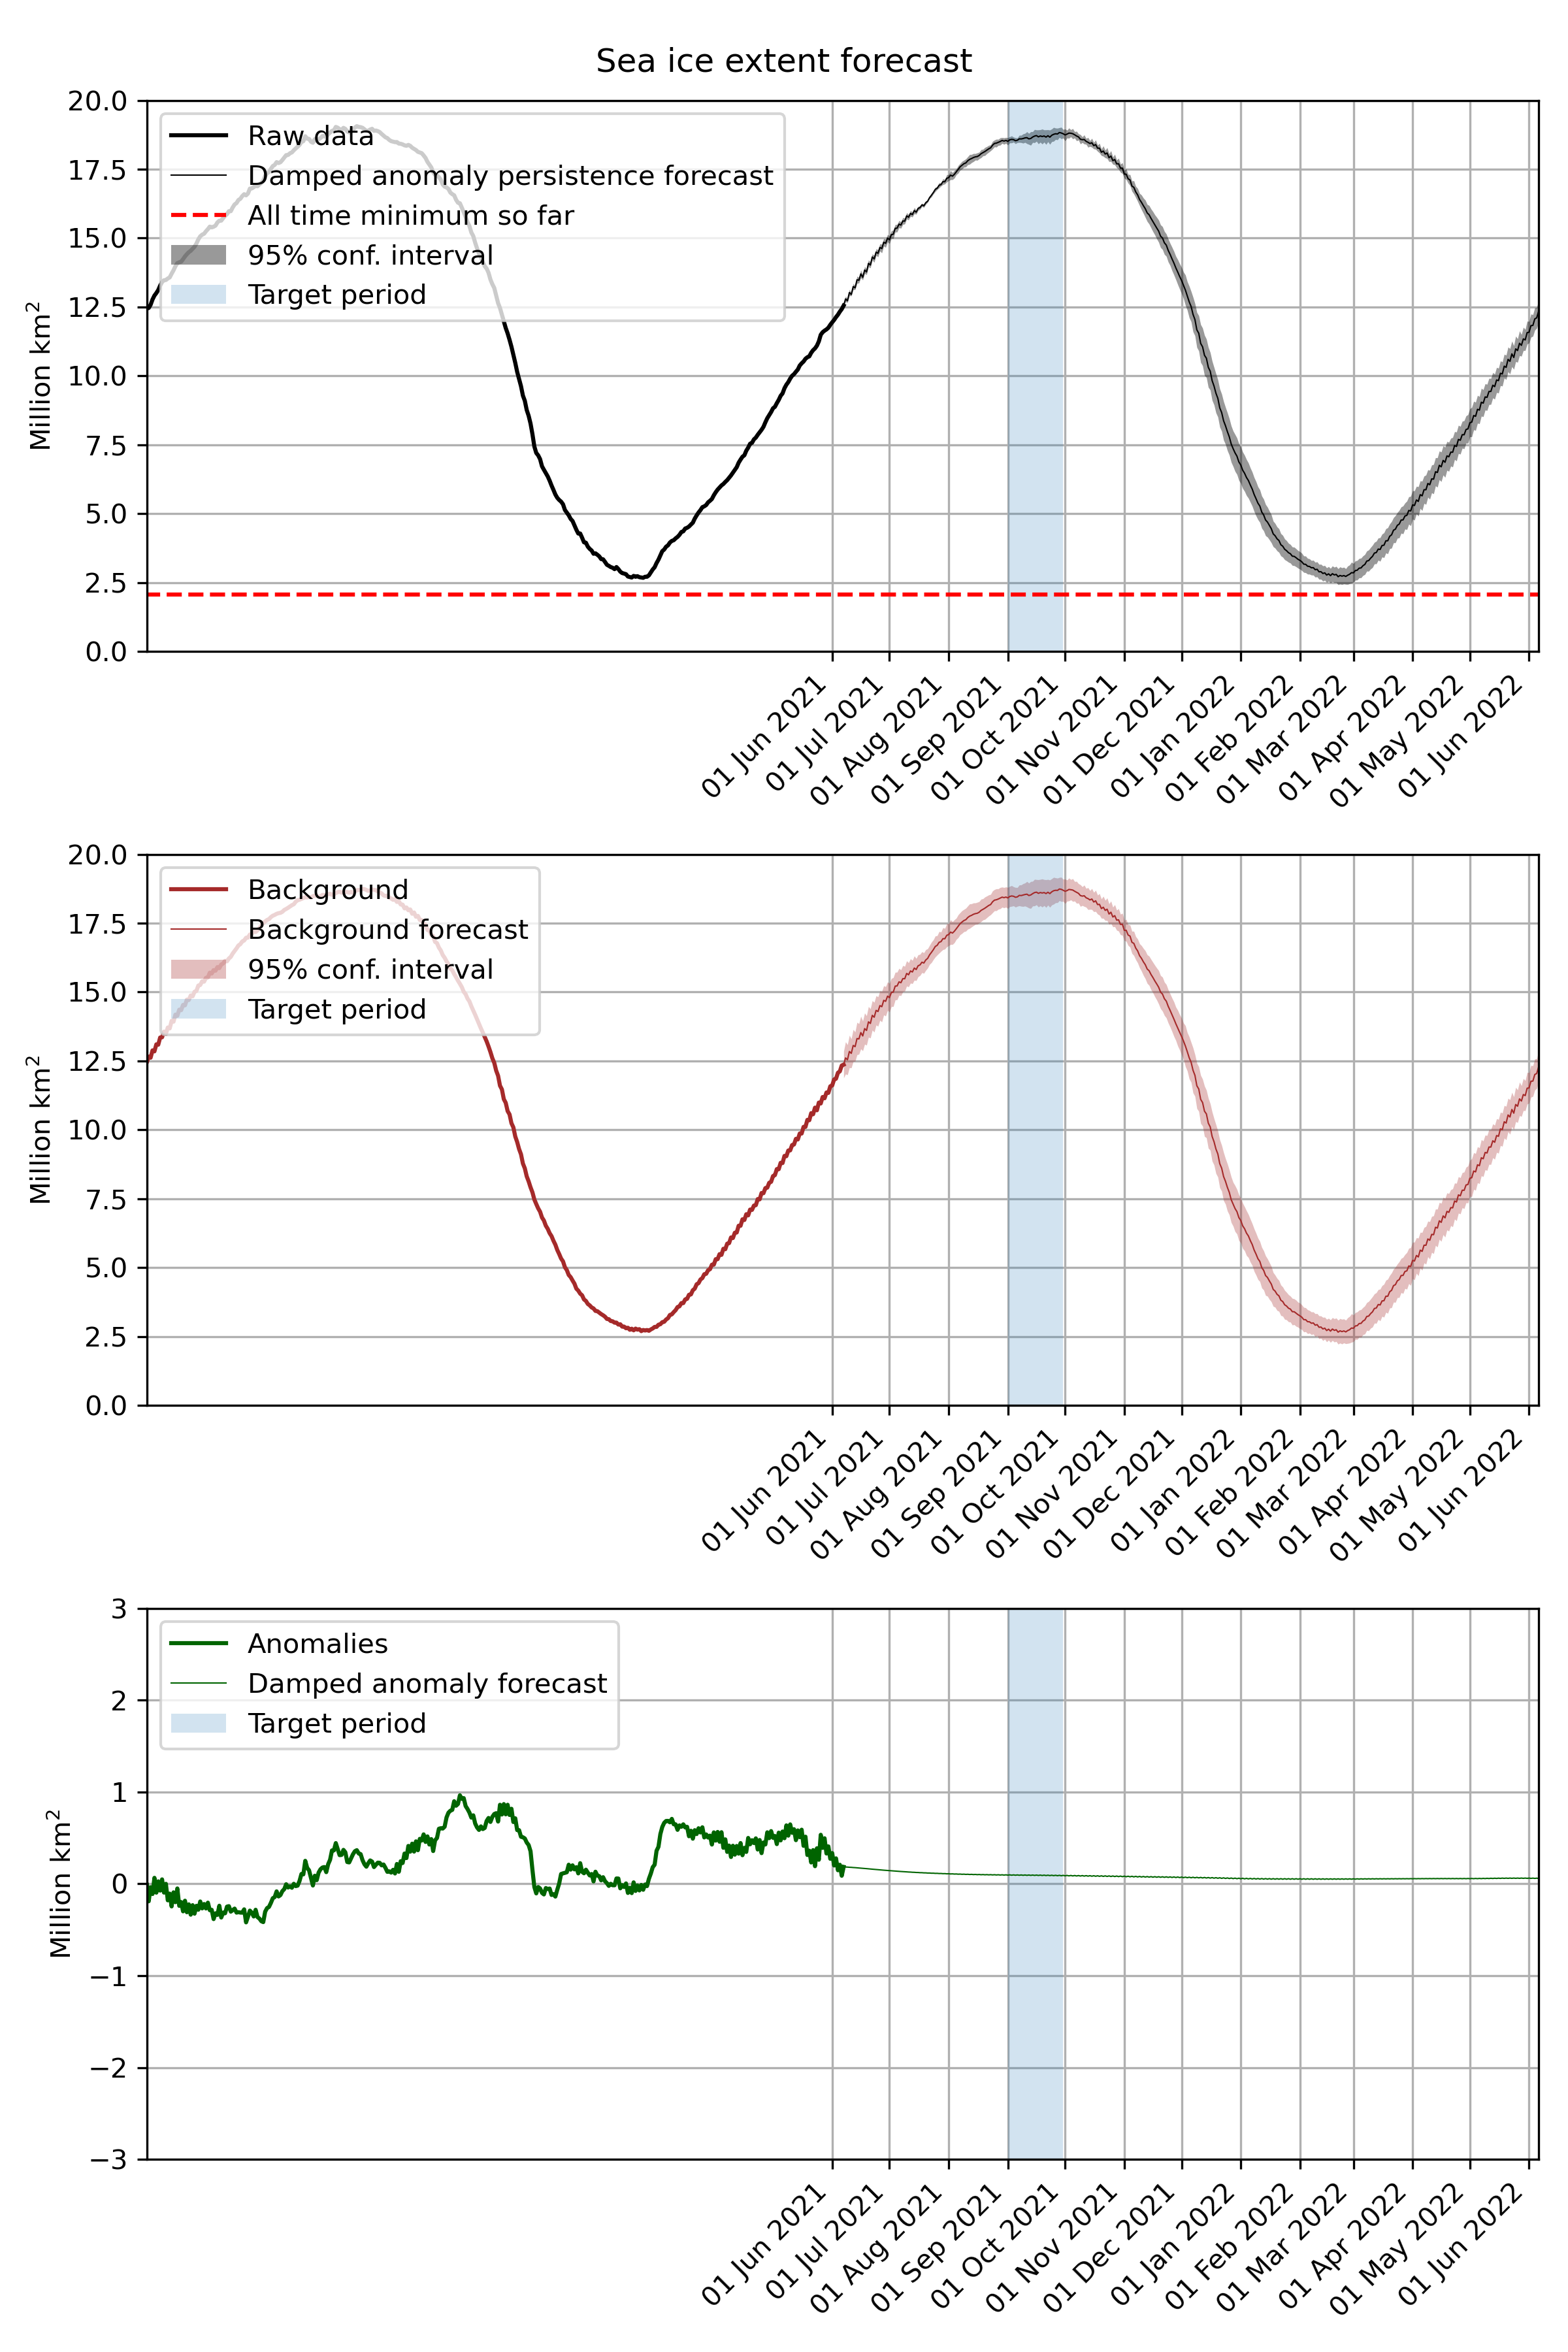 Sea ice extent forecast
20.0
17.5
15.0
12.5
10.0
7.5
5.0
2.5
0.0
Million km²
Raw data
Damped anomaly persistence forecast
All time minimum so far
95% conf. interval
Target period
01 Jun 2021
01 Jul 2021
01 Aug 2021
01 Sep 2021
01 Oct 2021
01 Nov 2021
01 Dec 2021
01 Jan 2022
01 Feb 2022
01 Mar 2022
01 Apr 2022
01 May 2022
01 Jun 2022
20.0
17.5
15.0
12.5
10.0
7.5
5.0
2.5
0.0
Million km²
Background
Background forecast
95% conf. interval
Target period
01 Jun 2021
01 Jul 2021
01 Aug 2021
01 Sep 2021
01 Oct 2021
01 Nov 2021
01 Dec 2021
01 Jan 2022
01 Feb 2022
01 Mar 2022
01 Apr 2022
01 May 2022
01 Jun 2022
3
2
1
0
−1
−2
−3
Million km²
Anomalies
Damped anomaly forecast
Target period
01 Jun 2021
01 Jul 2021
01 Aug 2021
01 Sep 2021
01 Oct 2021
01 Nov 2021
01 Dec 2021
01 Jan 2022
01 Feb 2022
01 Mar 2022
01 Apr 2022
01 May 2022
01 Jun 2022